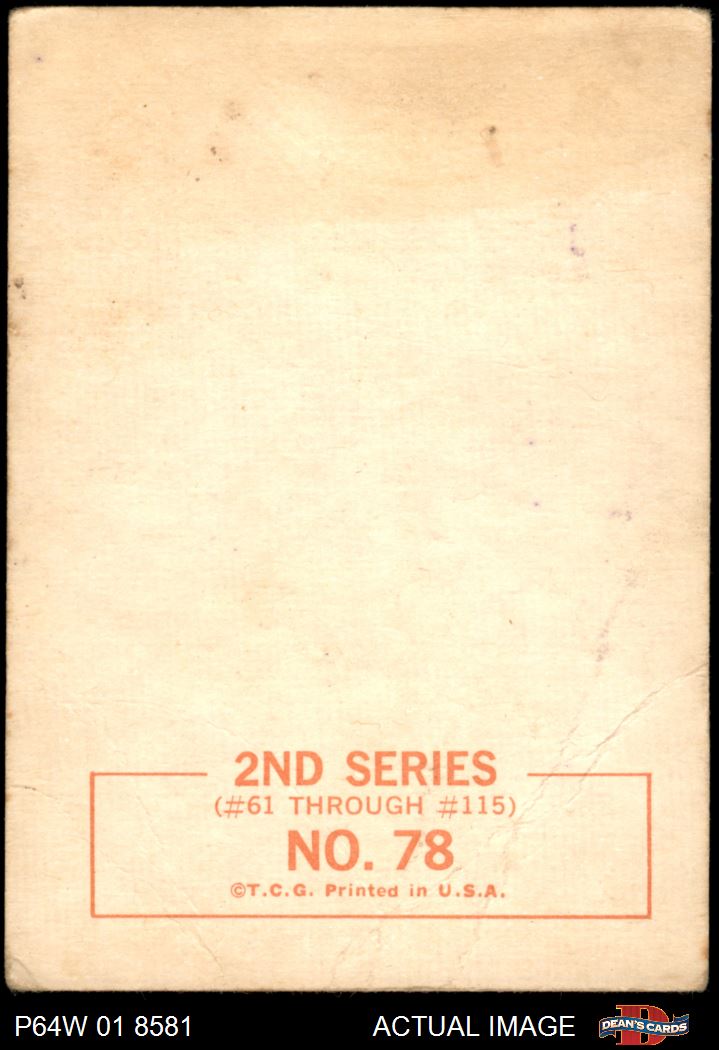 2ND SERIES
(#61 THROUGH #115)
NO. 78
©T.C.G. Printed in U.S.A.
P64W 01 8581 ACTUAL IMAGE DEAN'S CARDS